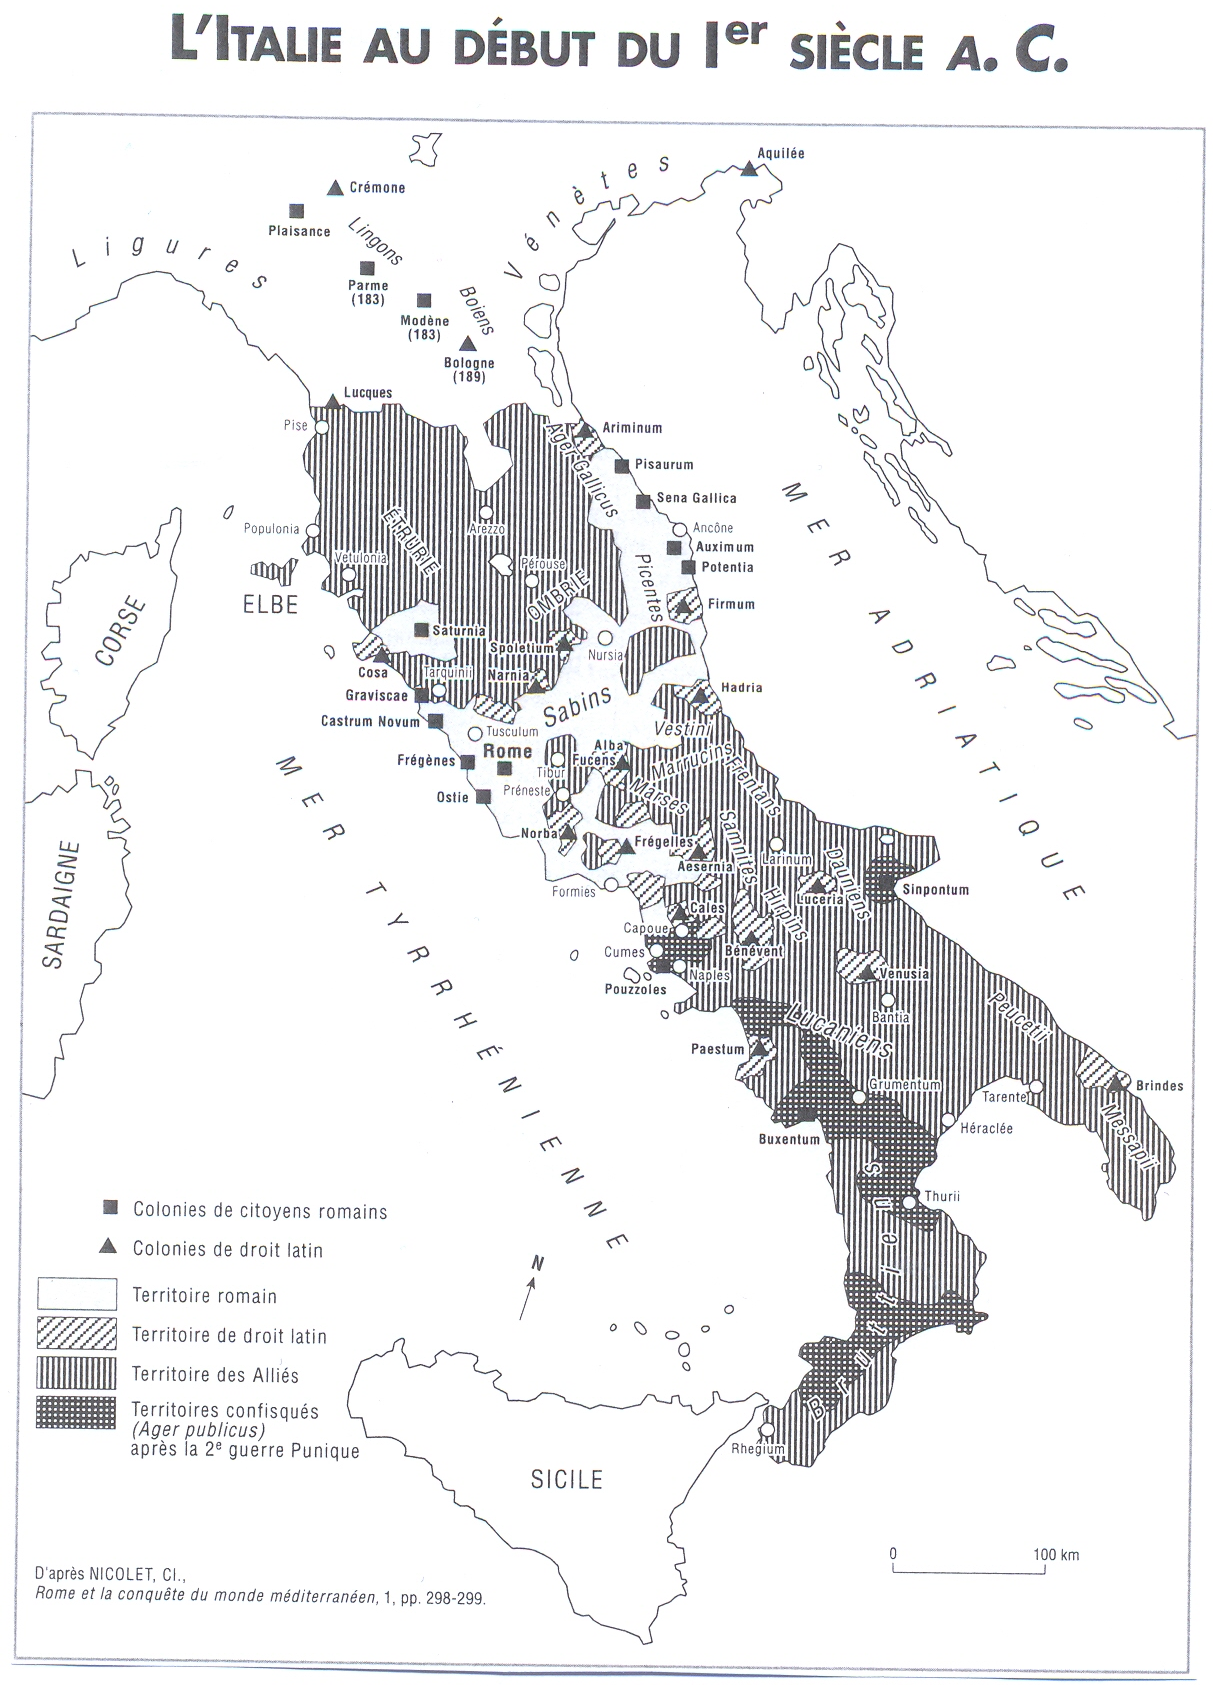 L'ITALIE AU DÉBUT DU Ier SIÈCLE A. C.
Aquilée
Vénètes
Crémone
Plaisance
Lingons
Ligures
Parme
(183)
Boiens
Modène
(183)
Bologne
(189)
Lucques
Pise
Ariminum
Ager Gallicus
Pisaurum
Sena Gallica
MER ADRIATIQUE
Ancône
Auximum
Potentia
Populonia
ÉTRURIE
Arezzo
Vetulonia
Pérouse
OMBRIE
Picentes
Firmum
ELBE
CORSE
Saturnia
Spoletium
Nursia
Cosa
Tarquinii
Narnia
Hadria
Graviscae
Sabins
Castrum Novum
Tusculum
Vestini
Rome
Alba
Fucens
Marrucins
Frentans
Frégènes
Tibur
Marses
Ostie
Préneste
MER TYRRHÉNIENNE
Norba
Frégelles
Samnites
Aesernia
Larinum
Dauniens
Sinpontum
Formies
Luceria
Hirpins
Cales
Capoue
SARDAIGNE
Cumes
Bénévent
Naples
Venusia
Pouzzoles
Bantia
Peucetii
Lucaniens
Paestum
Grumentum
Tarente
Brindes
Buxentum
Héraclée
Messapii
Thurii
Bruttiens
Rhegium
SICILE
N
Colonies de citoyens romains
Colonies de droit latin
Territoire romain
Territoire de droit latin
Territoire des Alliés
Territoires confisqués
(Ager publicus)
après la 2e guerre Punique
0 100 km
D'après NICOLET, Cl.,
Rome et la conquête du monde méditerranéen, 1, pp. 298-299.